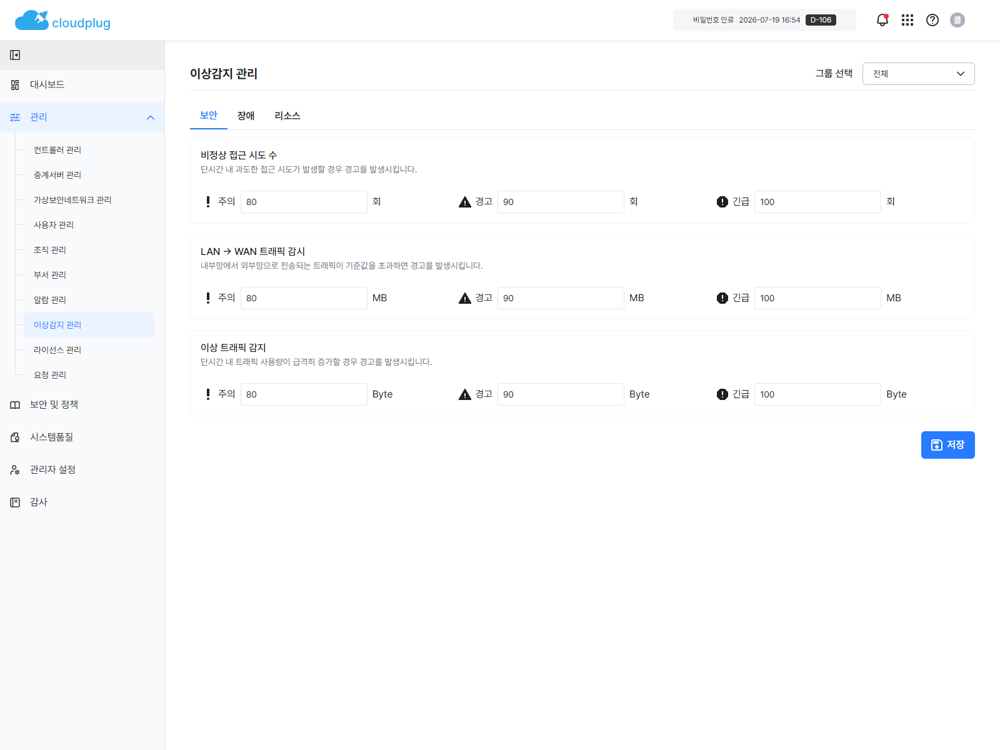 cloudplug
비밀번호 만료 2026-07-19 16:54 D-106
클
대시보드
관리
컨트롤러 관리
중계서버 관리
가상보안네트워크 관리
사용자 관리
조직 관리
부서 관리
알람 관리
이상감지 관리
라이선스 관리
요청 관리
보안 및 정책
시스템품질
관리자 설정
감사
이상감지 관리
그룹 선택 전체
보안 장애 리소스
비정상 접근 시도 수
단시간 내 과도한 접근 시도가 발생할 경우 경고를 발생시킵니다.
주의 80 회 경고 90 회 긴급 100 회
LAN → WAN 트래픽 감시
내부망에서 외부망으로 전송되는 트래픽이 기준값을 초과하면 경고를 발생시킵니다.
주의 80 MB 경고 90 MB 긴급 100 MB
이상 트래픽 감지
단시간 내 트래픽 사용량이 급격히 증가할 경우 경고를 발생시킵니다.
주의 80 Byte 경고 90 Byte 긴급 100 Byte
저장